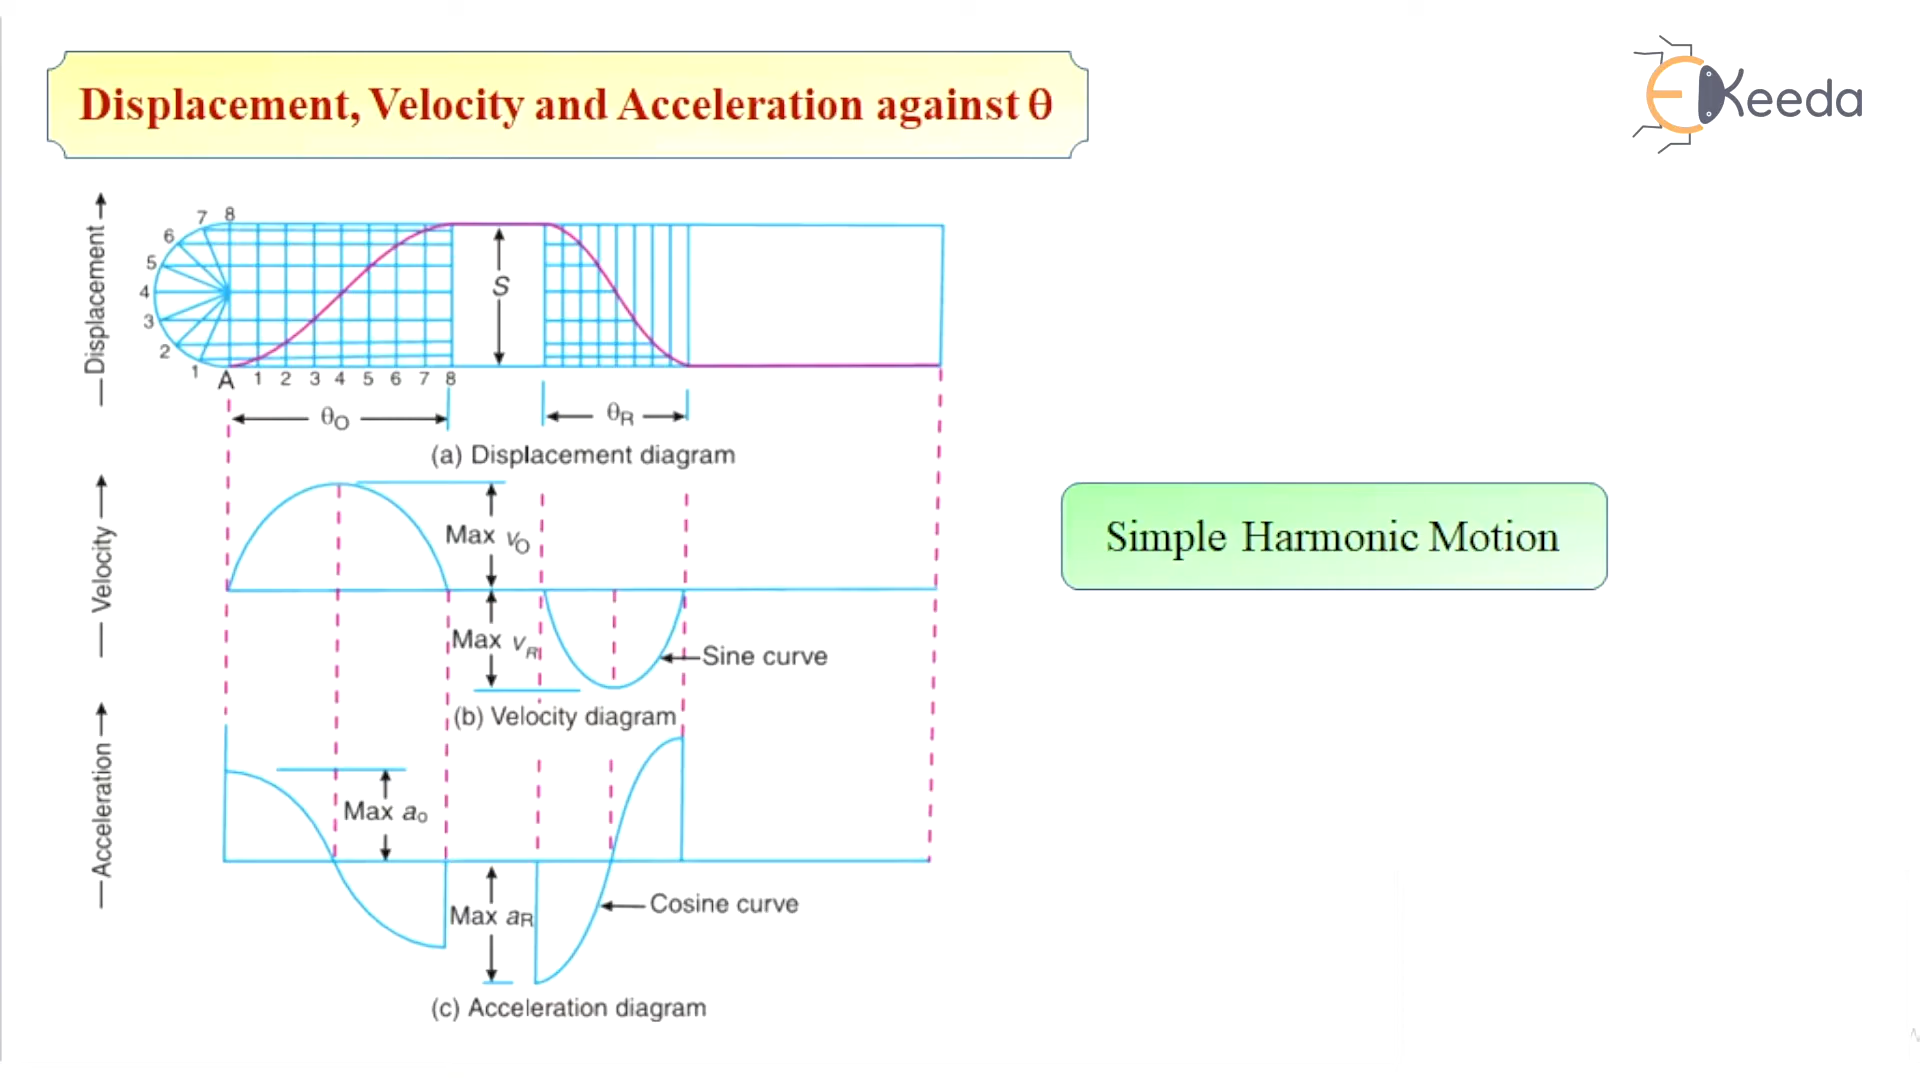 Displacement, Velocity and Acceleration against θ
EKeeda
Displacement
7 8
6
5
4
3
2
1
A 1 2 3 4 5 6 7 8
S
θO
θR
(a) Displacement diagram
Velocity
Max vO
Max vR
Sine curve
(b) Velocity diagram
Simple Harmonic Motion
Acceleration
Max ao
Max aR
Cosine curve
(c) Acceleration diagram